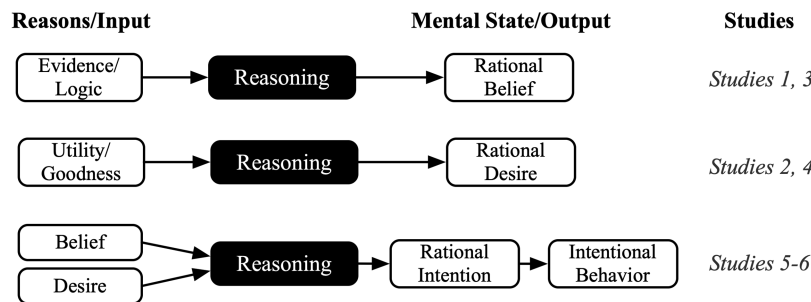 Reasons/Input Mental State/Output Studies
Evidence/
Logic
Reasoning
Rational
Belief
Studies 1, 3
Utility/
Goodness
Reasoning
Rational
Desire
Studies 2, 4
Belief
Desire
Reasoning
Rational
Intention
Intentional
Behavior
Studies 5-6